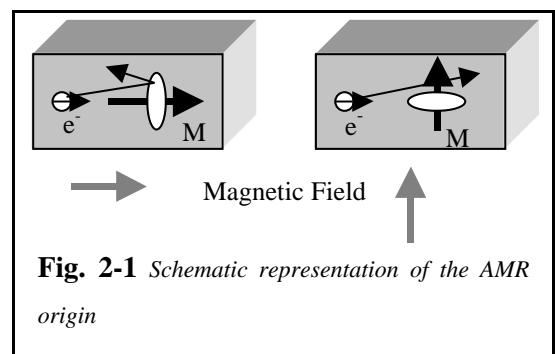 e-
M
e-
M
Magnetic Field
Fig. 2-1 Schematic representation of the AMR
origin